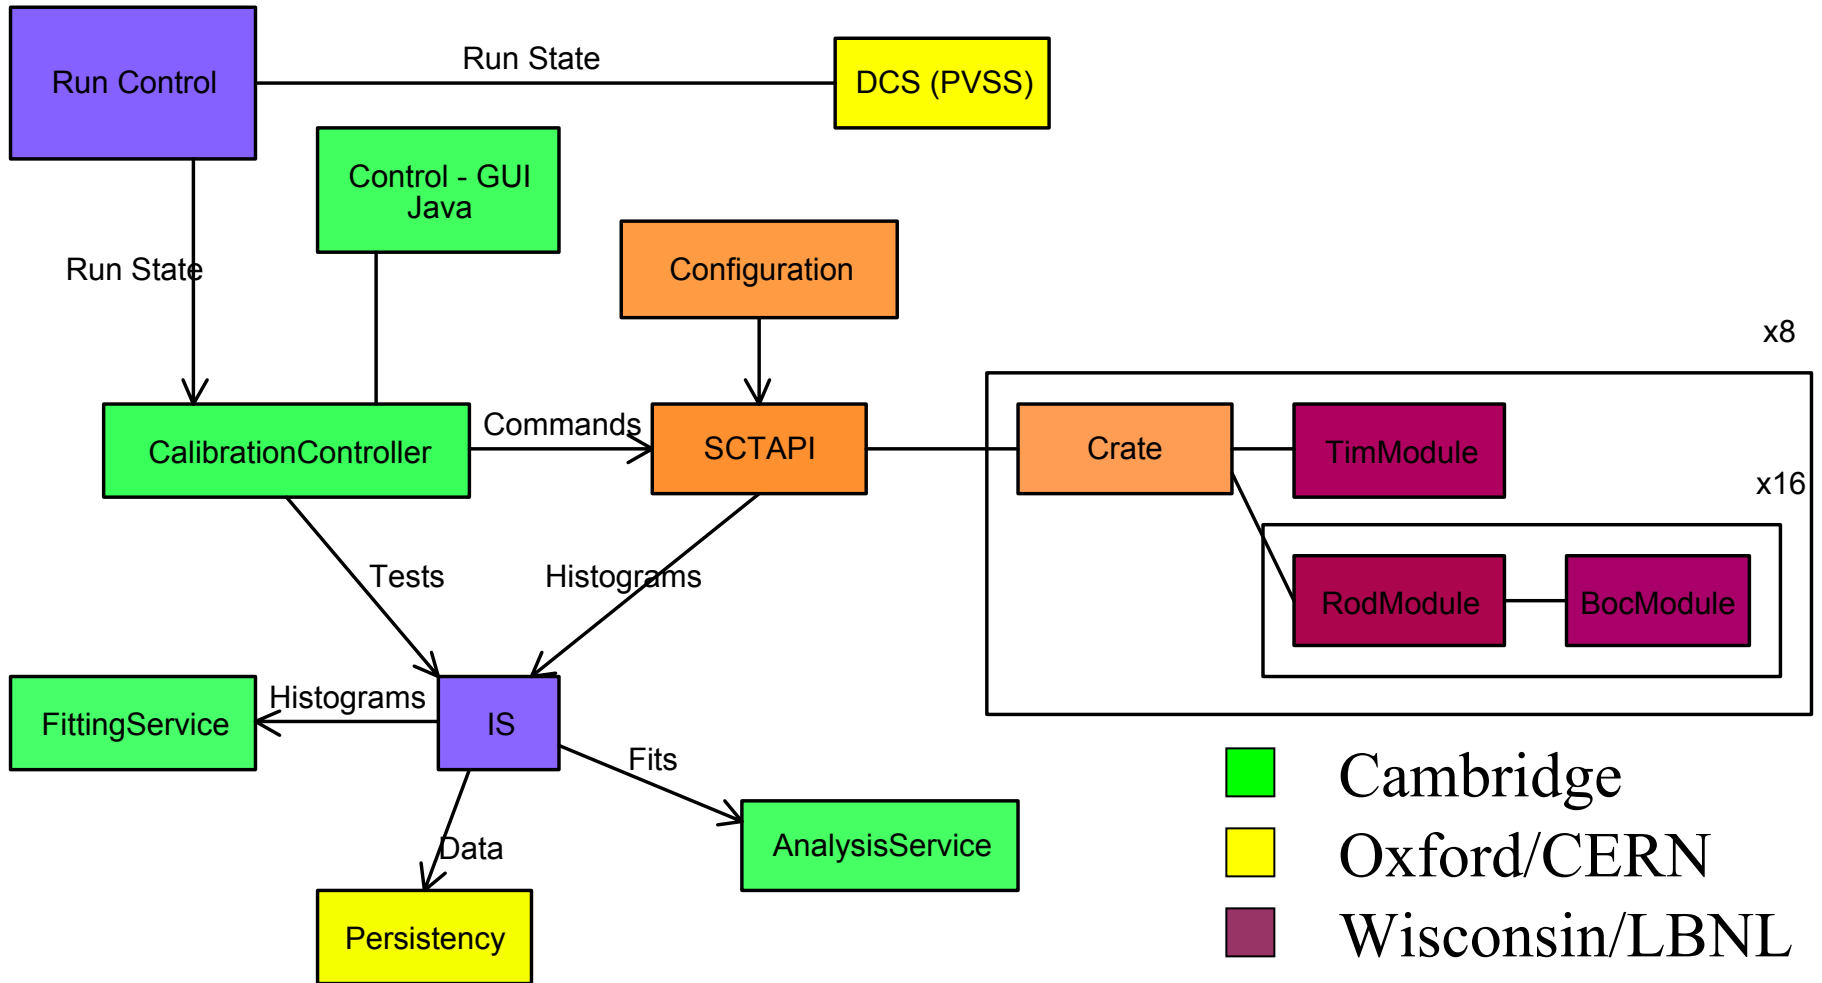 Run Control
Run State
DCS (PVSS)
Control - GUI
Java
Run State
Configuration
x8
CalibrationController
Commands
SCTAPI
Crate
TimModule
x16
Tests
Histograms
RodModule
BocModule
FittingService
Histograms
IS
Fits
Data
AnalysisService
Persistency
Cambridge
Oxford/CERN
Wisconsin/LBNL